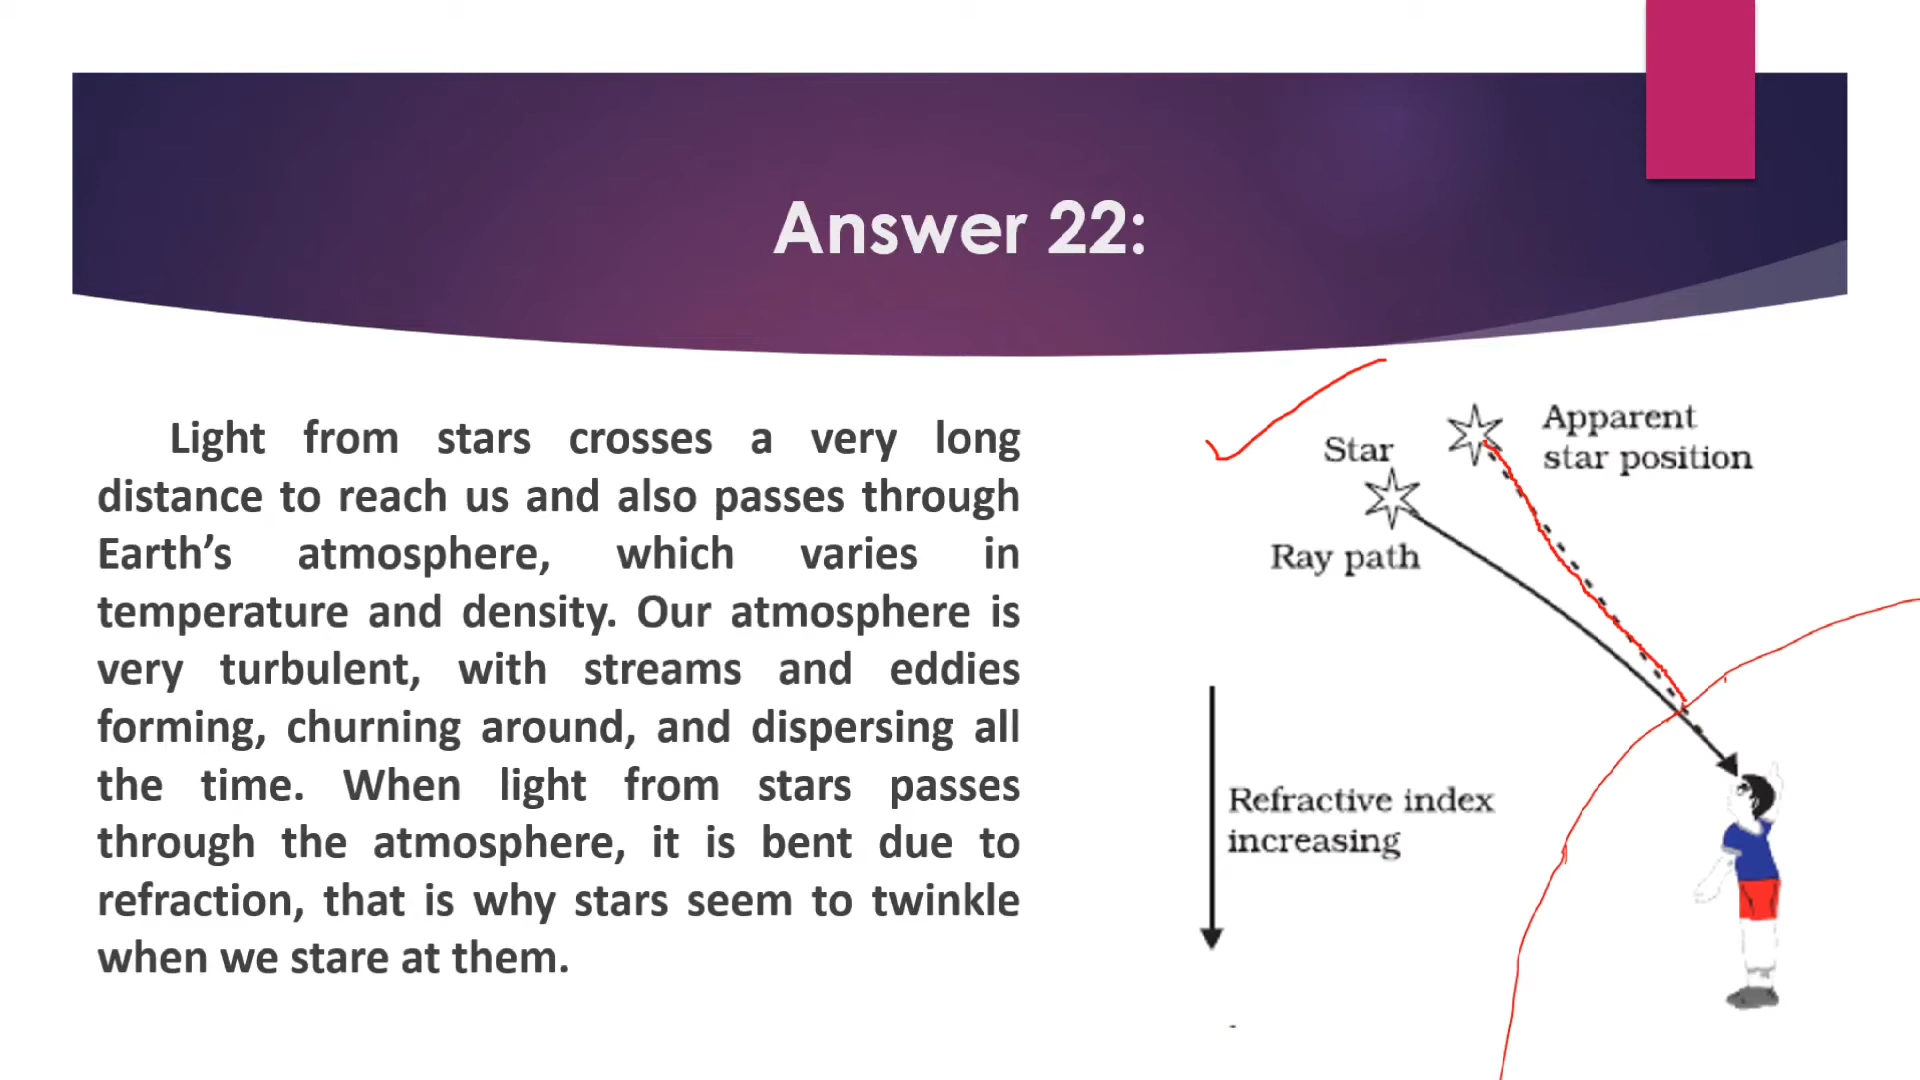 Answer 22:
Light from stars crosses a very long
distance to reach us and also passes through
Earth’s atmosphere, which varies in
temperature and density. Our atmosphere is
very turbulent, with streams and eddies
forming, churning around, and dispersing all
the time. When light from stars passes
through the atmosphere, it is bent due to
refraction, that is why stars seem to twinkle
when we stare at them.
Apparent
star position
Star
Ray path
Refractive index
increasing